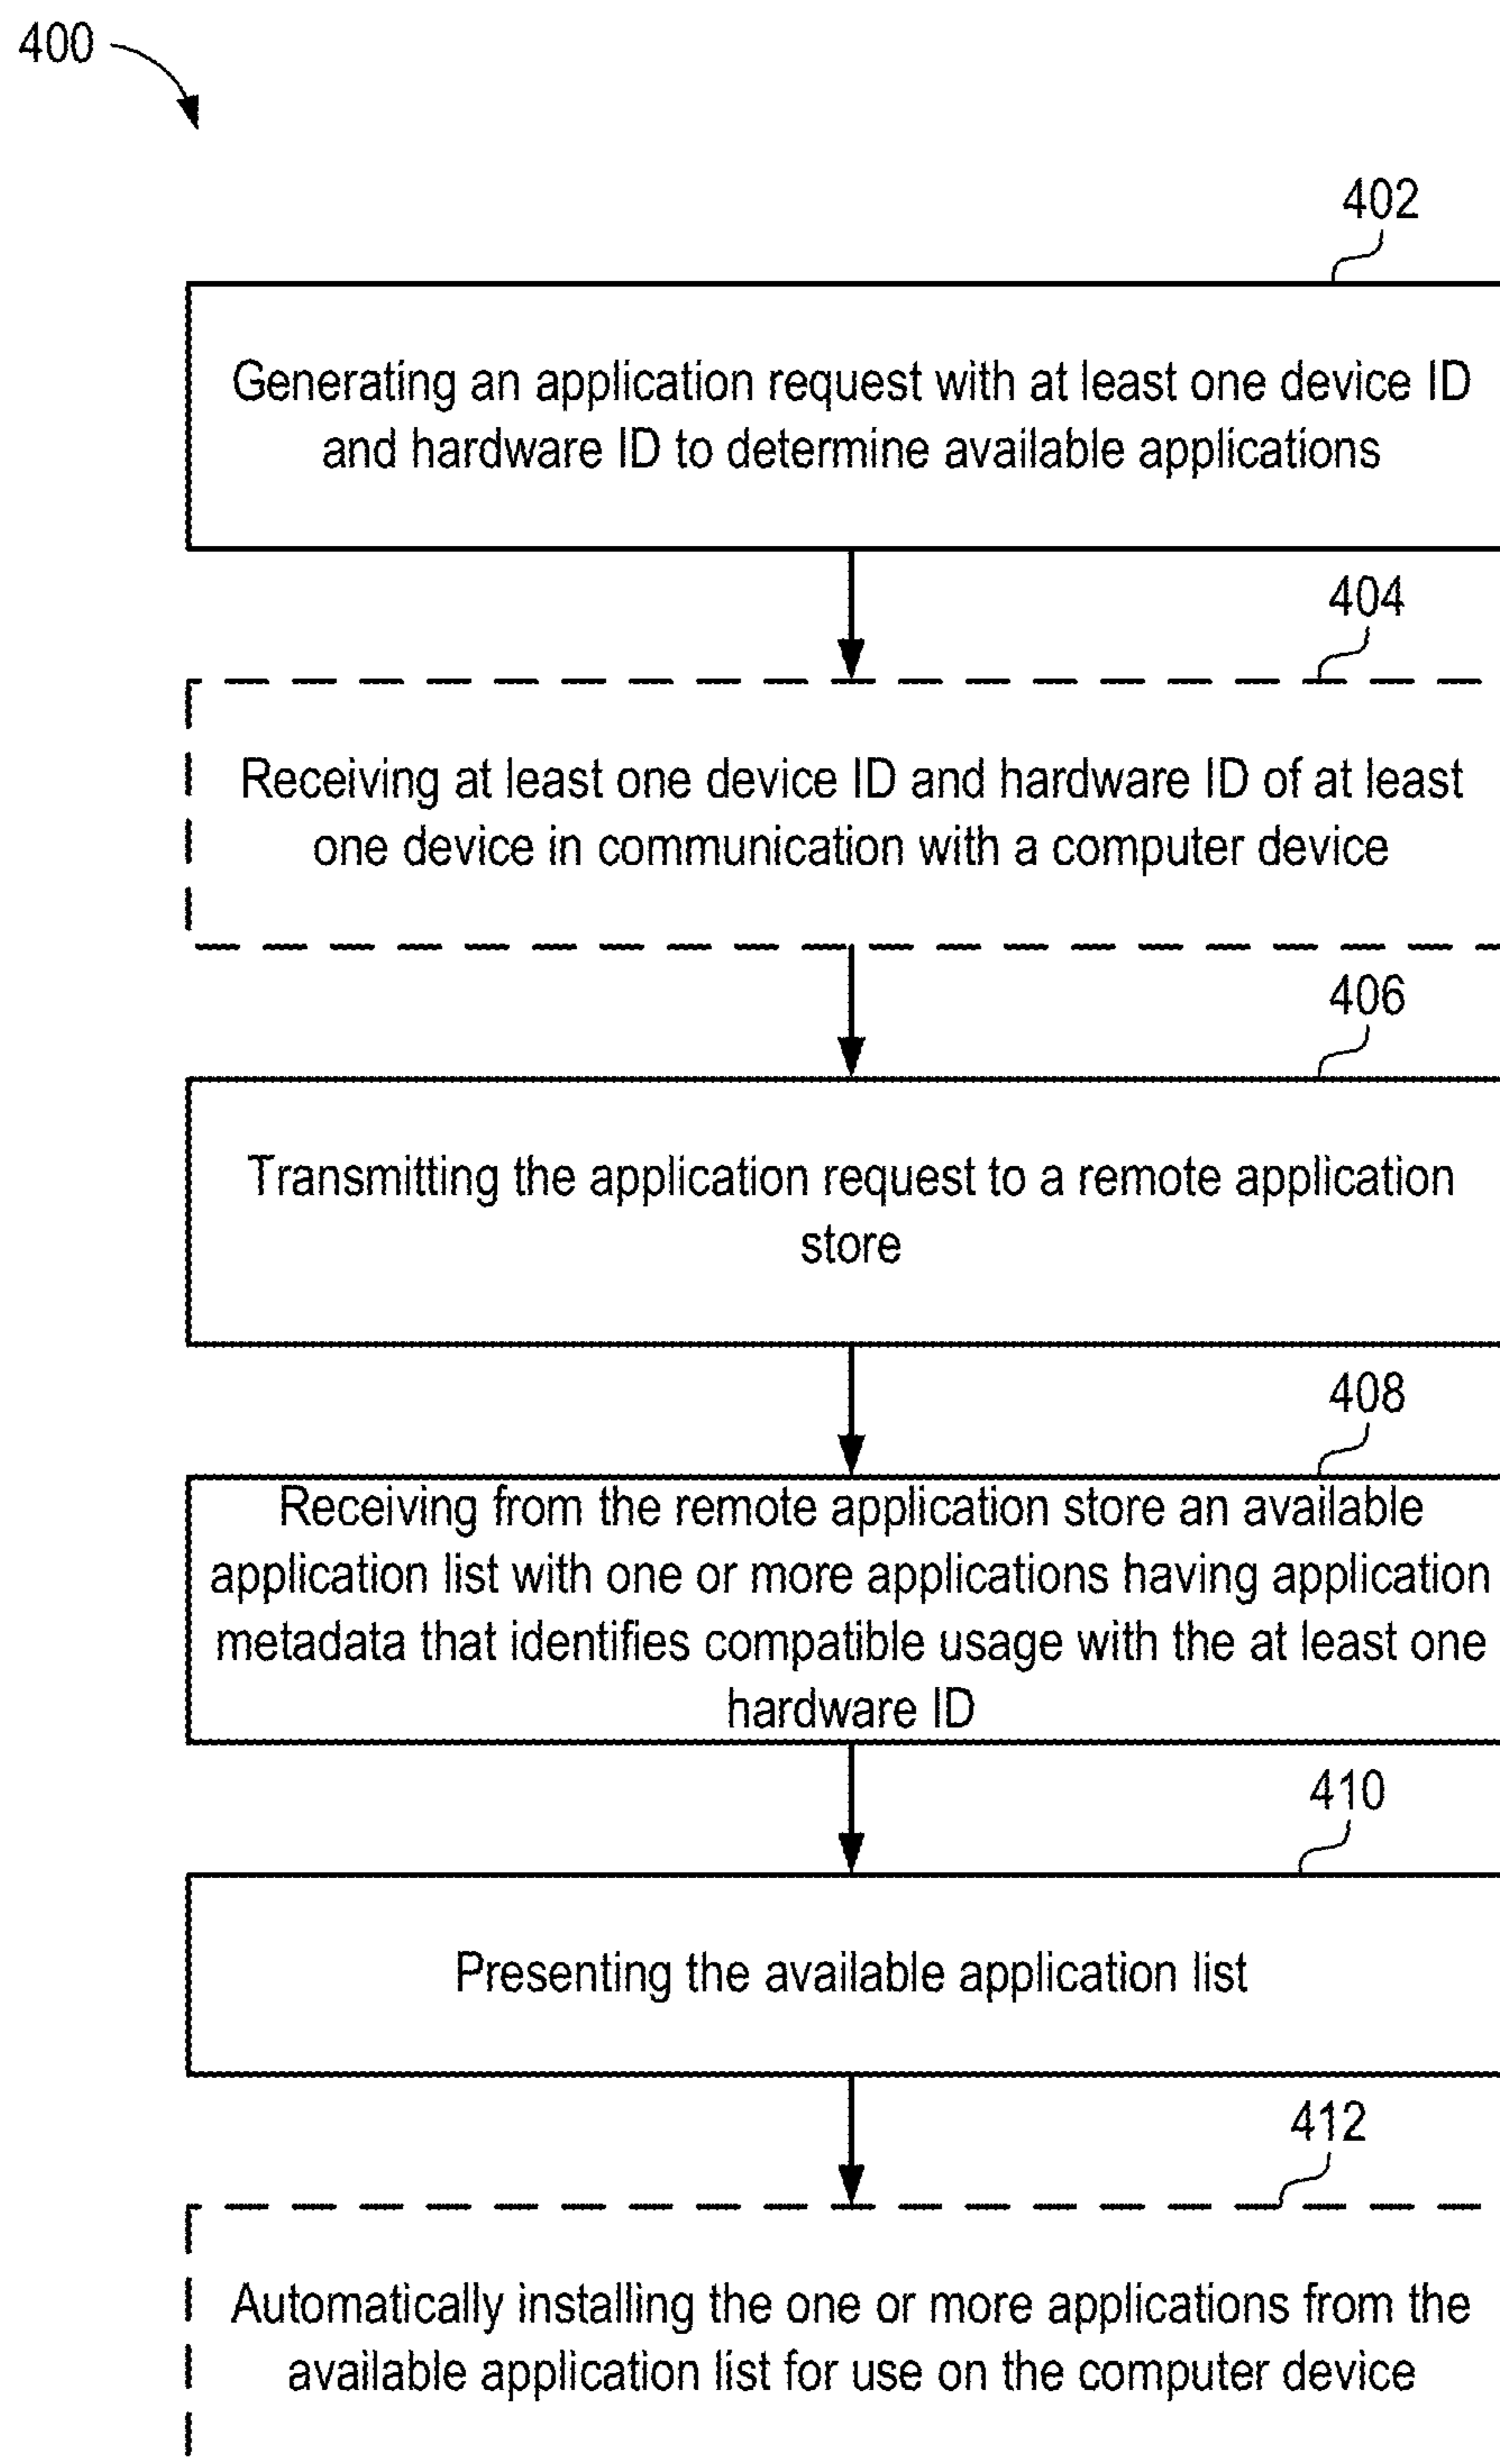 400
402
Generating an application request with at least one device ID
and hardware ID to determine available applications
404
Receiving at least one device ID and hardware ID of at least
one device in communication with a computer device
406
Transmitting the application request to a remote application
store
408
Receiving from the remote application store an available
application list with one or more applications having application
metadata that identifies compatible usage with the at least one
hardware ID
410
Presenting the available application list
412
Automatically installing the one or more applications from the
available application list for use on the computer device